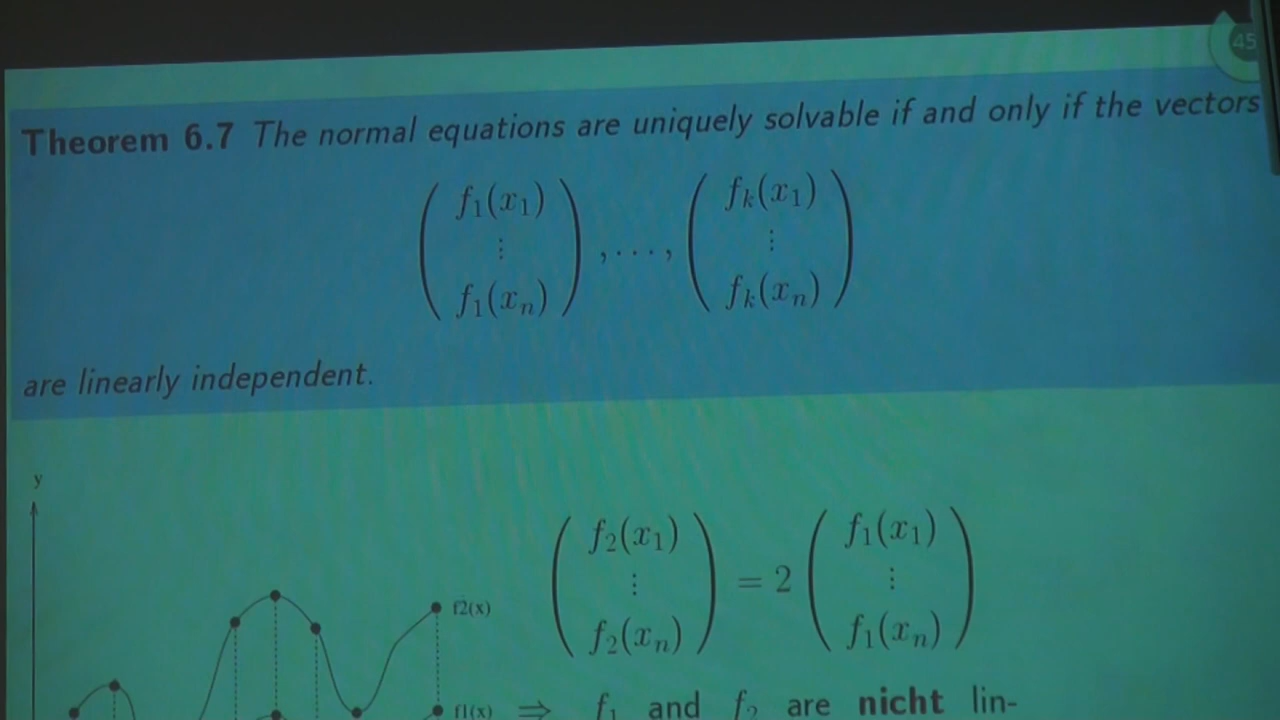 45
Theorem 6.7 The normal equations are uniquely solvable if and only if the vectors
f₁(x₁) fₖ(x₁)
⋮ , . . . , ⋮
f₁(xₙ) fₖ(xₙ)
are linearly independent.
y
f₂(x₁) f₁(x₁)
⋮ = 2 ⋮
f₂(xₙ) f₁(xₙ)
f2(x)
f1(x) ⇒ f₁ and f₂ are nicht lin-